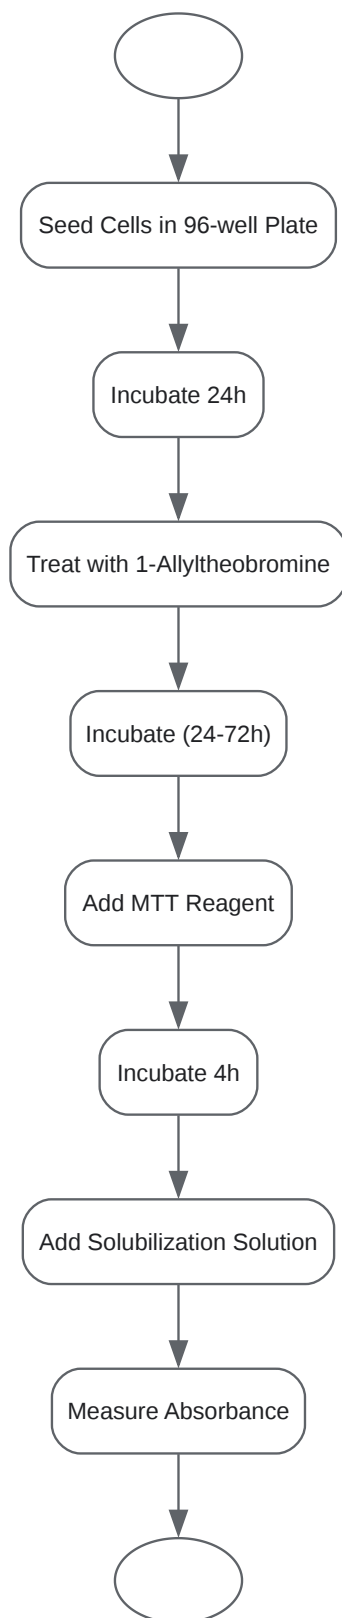 Seed Cells in 96-well Plate
Incubate 24h
Treat with 1-Allyltheobromine
Incubate (24-72h)
Add MTT Reagent
Incubate 4h
Add Solubilization Solution
Measure Absorbance